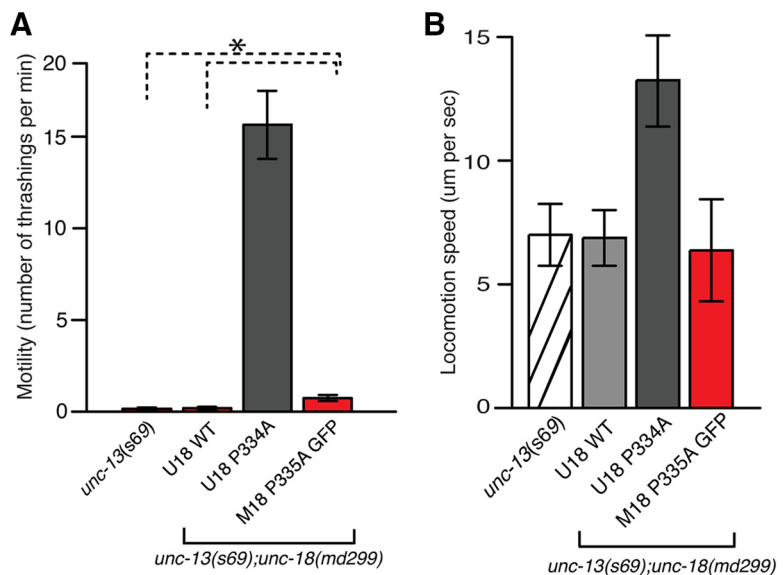 A
Motility (number of thrashings per min)
*
20
15
10
5
0
unc-13(s69)
U18 WT
U18 P334A
M18 P335A GFP
unc-13(s69);unc-18(md299)
B
Locomotion speed (um per sec)
15
10
5
0
unc-13(s69)
U18 WT
U18 P334A
M18 P335A GFP
unc-13(s69);unc-18(md299)